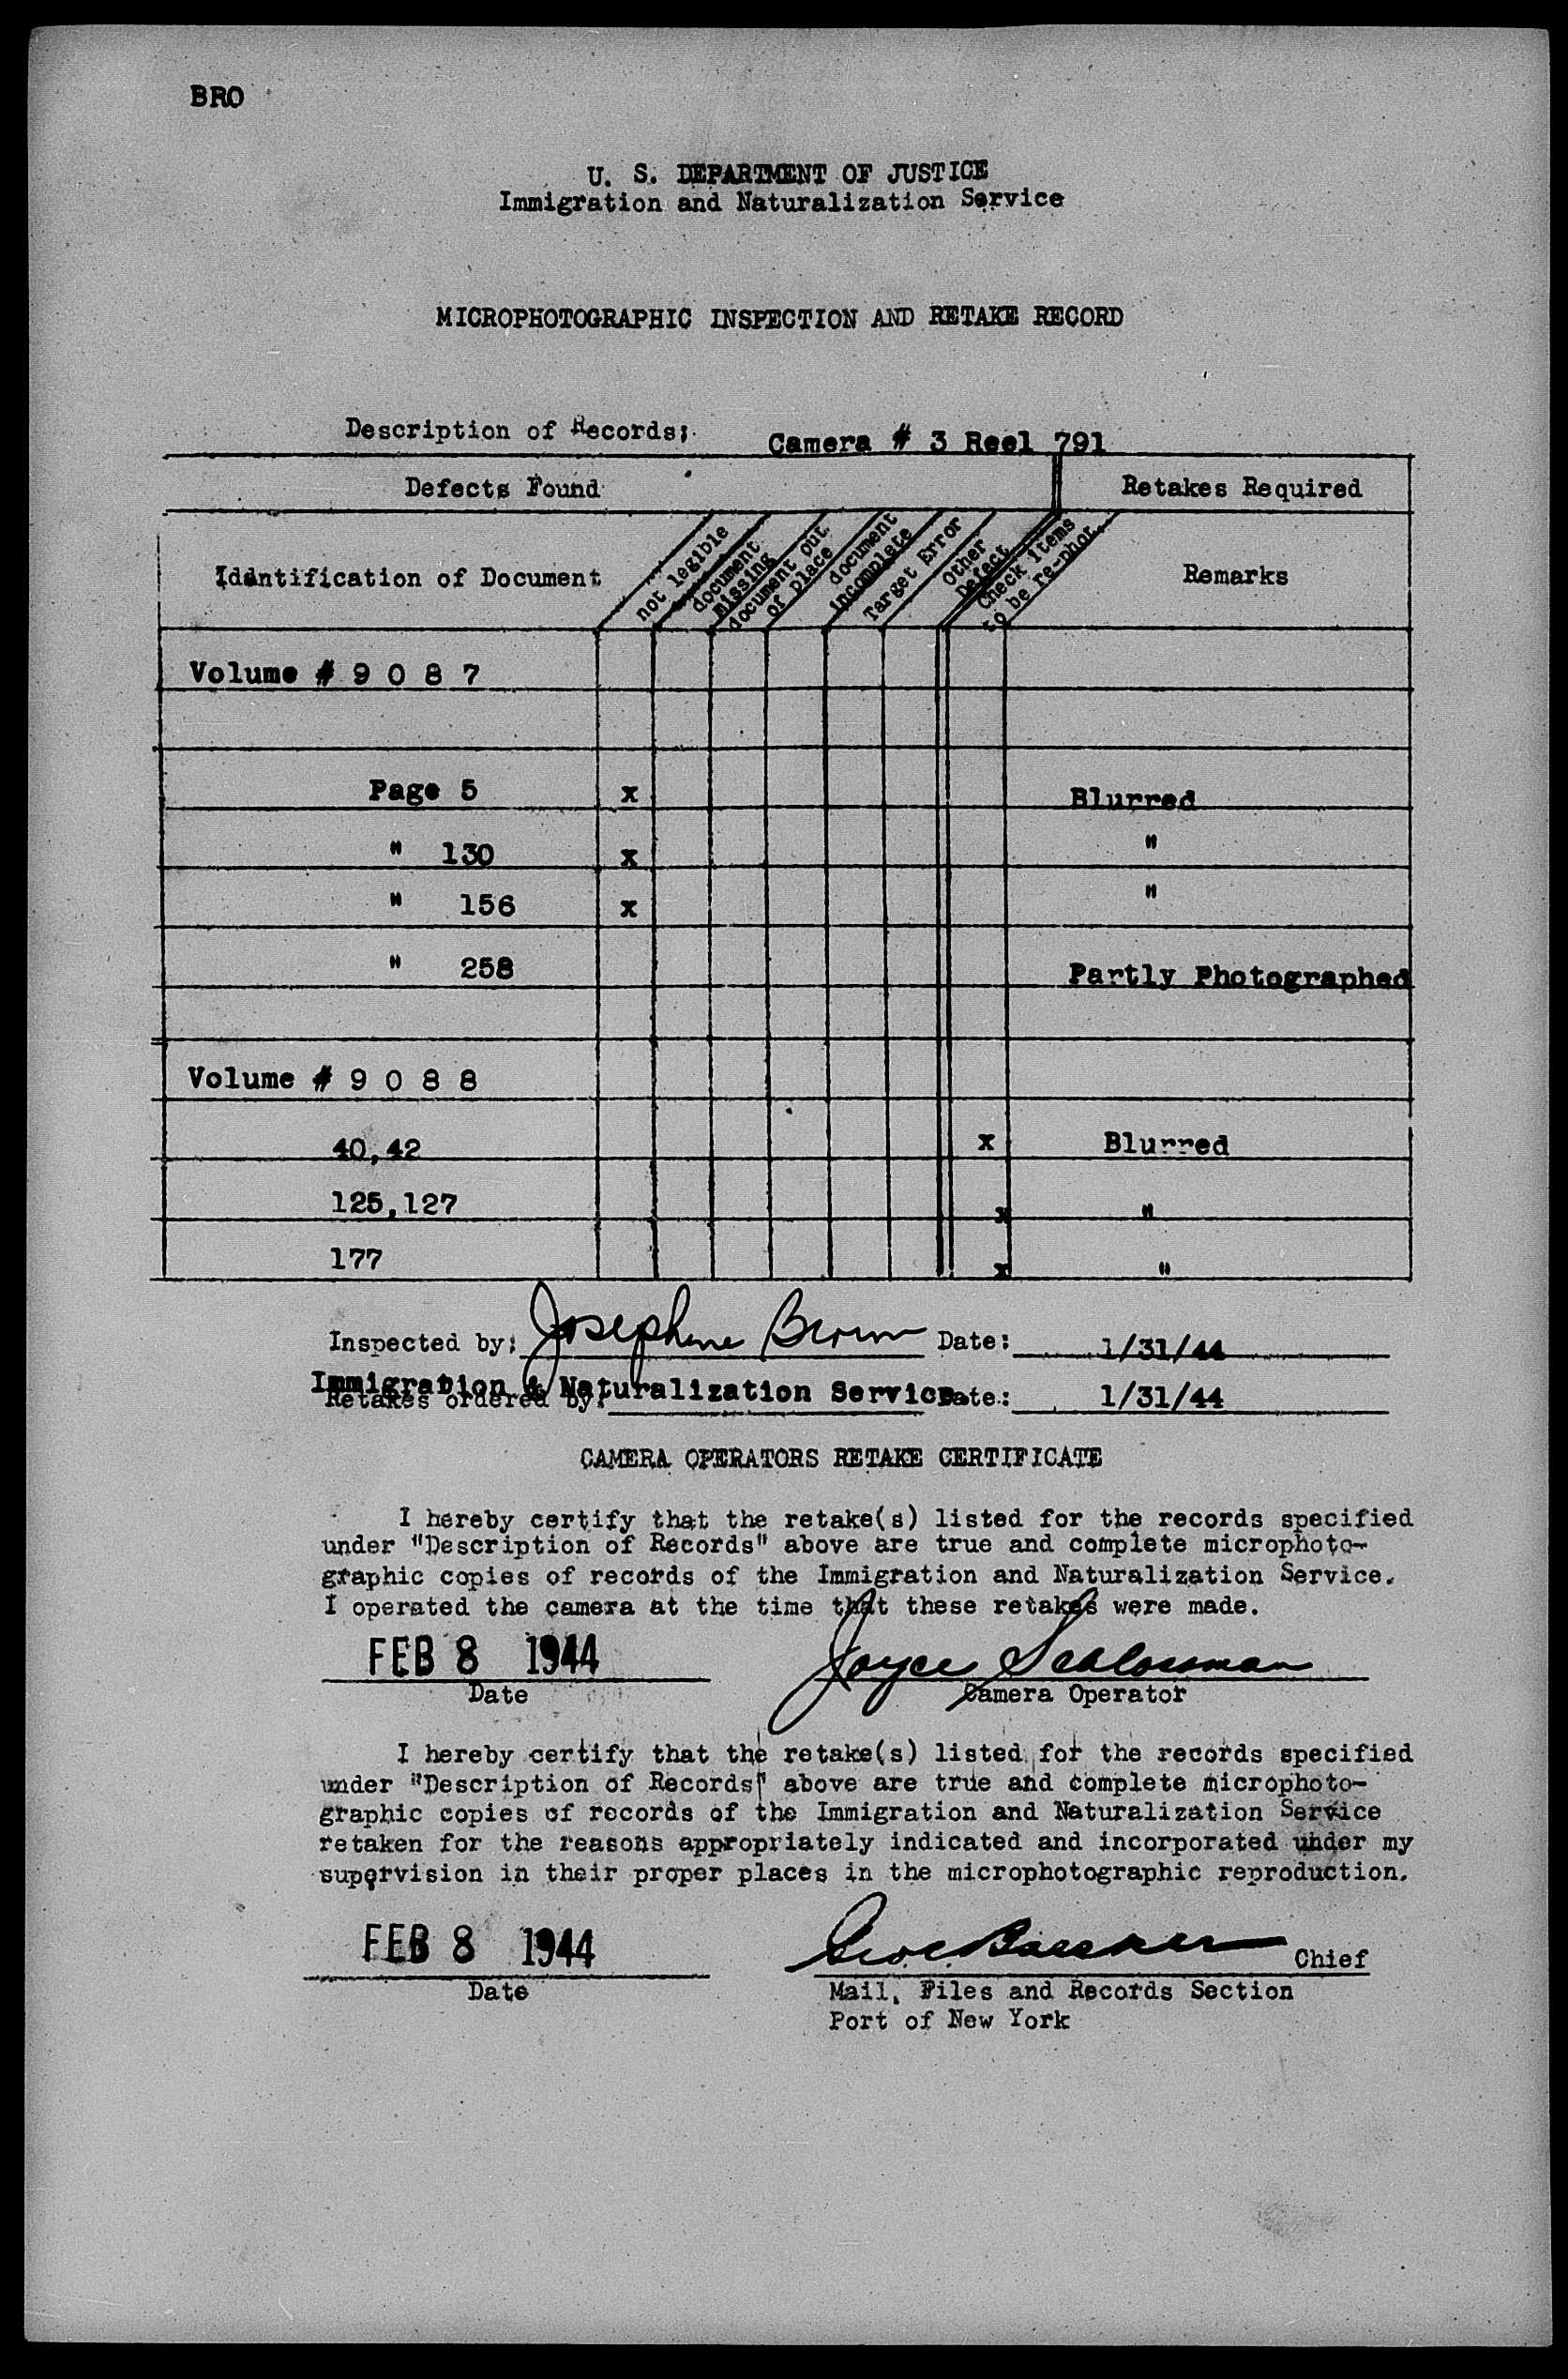 BRO
U. S. DEPARTMENT OF JUSTICE
Immigration and Naturalization Service
MICROPHOTOGRAPHIC INSPECTION AND RETAKE RECORD
Description of Records; Camera # 3 Reel 791
Defects Found Retakes Required
Identification of Document not legible document missing document out of place document incomplete Target Error Other Defect Check items to be re-phot. Remarks
Volume # 9 0 8 7
Page 5 x Blurred
" 130 x "
" 156 x "
" 258 Partly Photographed
Volume # 9 0 8 8
40,42 x Blurred
125,127 x "
177 x "
Inspected by: Josephine Brown Date: 1/31/44
Immigration & Naturalization Service
Retakes ordered by: Date: 1/31/44
CAMERA OPERATORS RETAKE CERTIFICATE
I hereby certify that the retake(s) listed for the records specified
under "Description of Records" above are true and complete microphoto-
graphic copies of records of the Immigration and Naturalization Service.
I operated the camera at the time that these retakes were made.
FEB 8 1944 Joyce Schlossman
Date Camera Operator
I hereby certify that the retake(s) listed for the records specified
under "Description of Records" above are true and complete microphoto-
graphic copies of records of the Immigration and Naturalization Service
retaken for the reasons appropriately indicated and incorporated under my
supervision in their proper places in the microphotographic reproduction.
FEB 8 1944 Chief
Date Mail, Files and Records Section
Port of New York